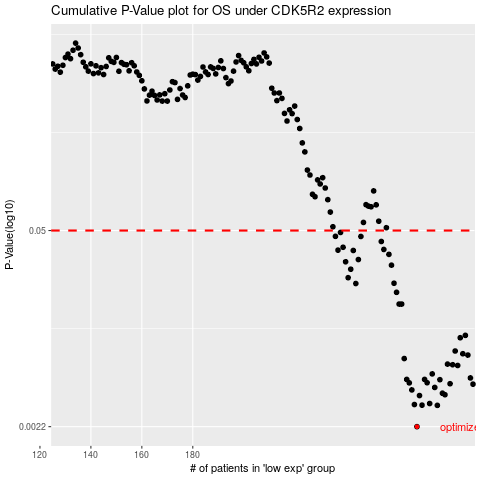 Cumulative P-Value plot for OS under CDK5R2 expression
P-Value(log10)
0.05
0.0022
optimize
120 140 160 180
# of patients in 'low exp' group